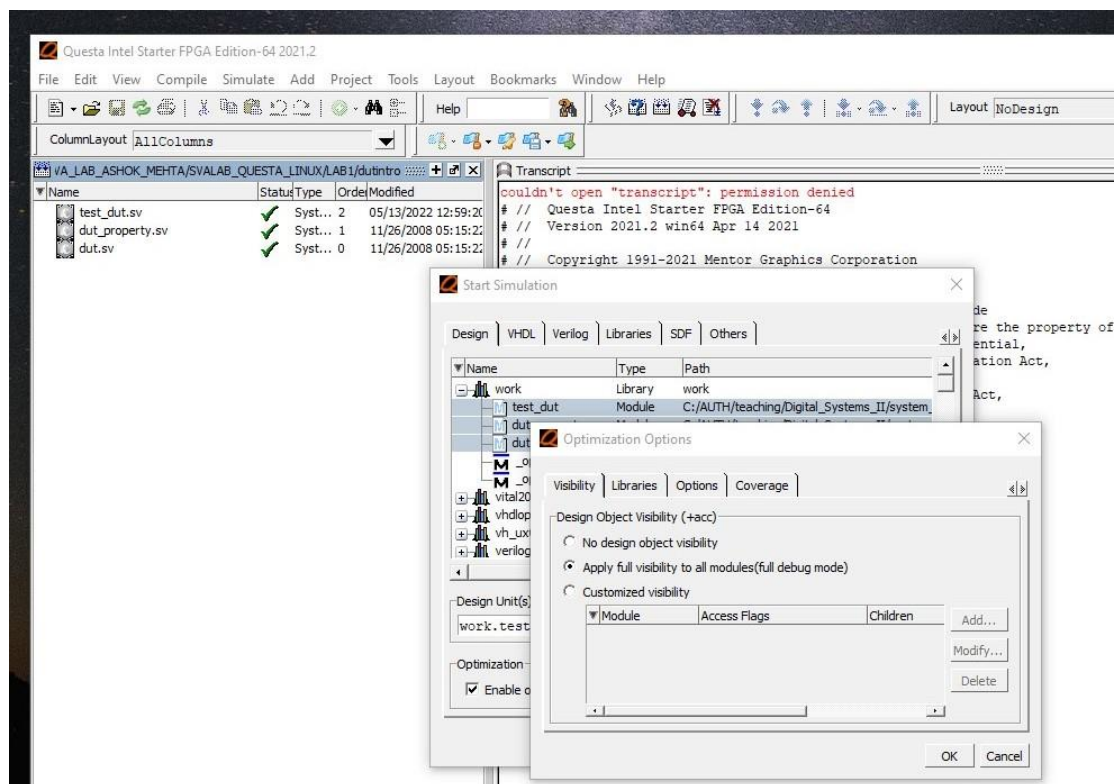 Questa Intel Starter FPGA Edition-64 2021.2
File Edit View Compile Simulate Add Project Tools Layout Bookmarks Window Help
Help
Layout NoDesign
ColumnLayout AllColumns
VA_LAB_ASHOK_MEHTA/SVALAB_QUESTA_LINUX/LAB1/dutintro
Name Status Type Order Modified
test_dut.sv Syst... 2 05/13/2022 12:59:20
dut_property.sv Syst... 1 11/26/2008 05:15:22
dut.sv Syst... 0 11/26/2008 05:15:22
Transcript
couldn't open "transcript": permission denied
# // Questa Intel Starter FPGA Edition-64
# // Version 2021.2 win64 Apr 14 2021
# //
# // Copyright 1991-2021 Mentor Graphics Corporation
de
re the property of
ential,
ation Act,
Act,
Start Simulation
Design VHDL Verilog Libraries SDF Others
Name Type Path
work Library work
test_dut Module C:/AUTH/teaching/Digital_Systems_II/system_
dut
dut
_o
_o
vital20
vhdlop
vh_ux
verilog
Design Unit(s)
work.test
Optimization
Enable o
Optimization Options
Visibility Libraries Options Coverage
Design Object Visibility (+acc)
No design object visibility
Apply full visibility to all modules(full debug mode)
Customized visibility
Module Access Flags Children
Add...
Modify...
Delete
OK Cancel